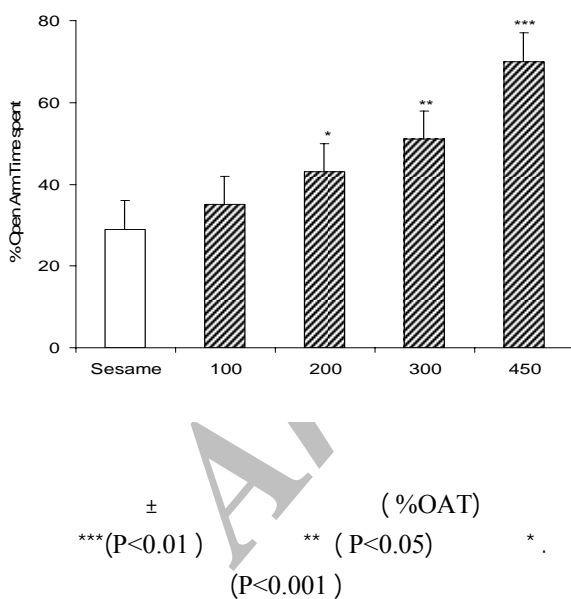 80
***
60
**
*
40
20
0
%Open Arm Time spent
Sesame 100 200 300 450
± ( %OAT)
***(P<0.01 ) ** ( P<0.05) * .
(P<0.001 )